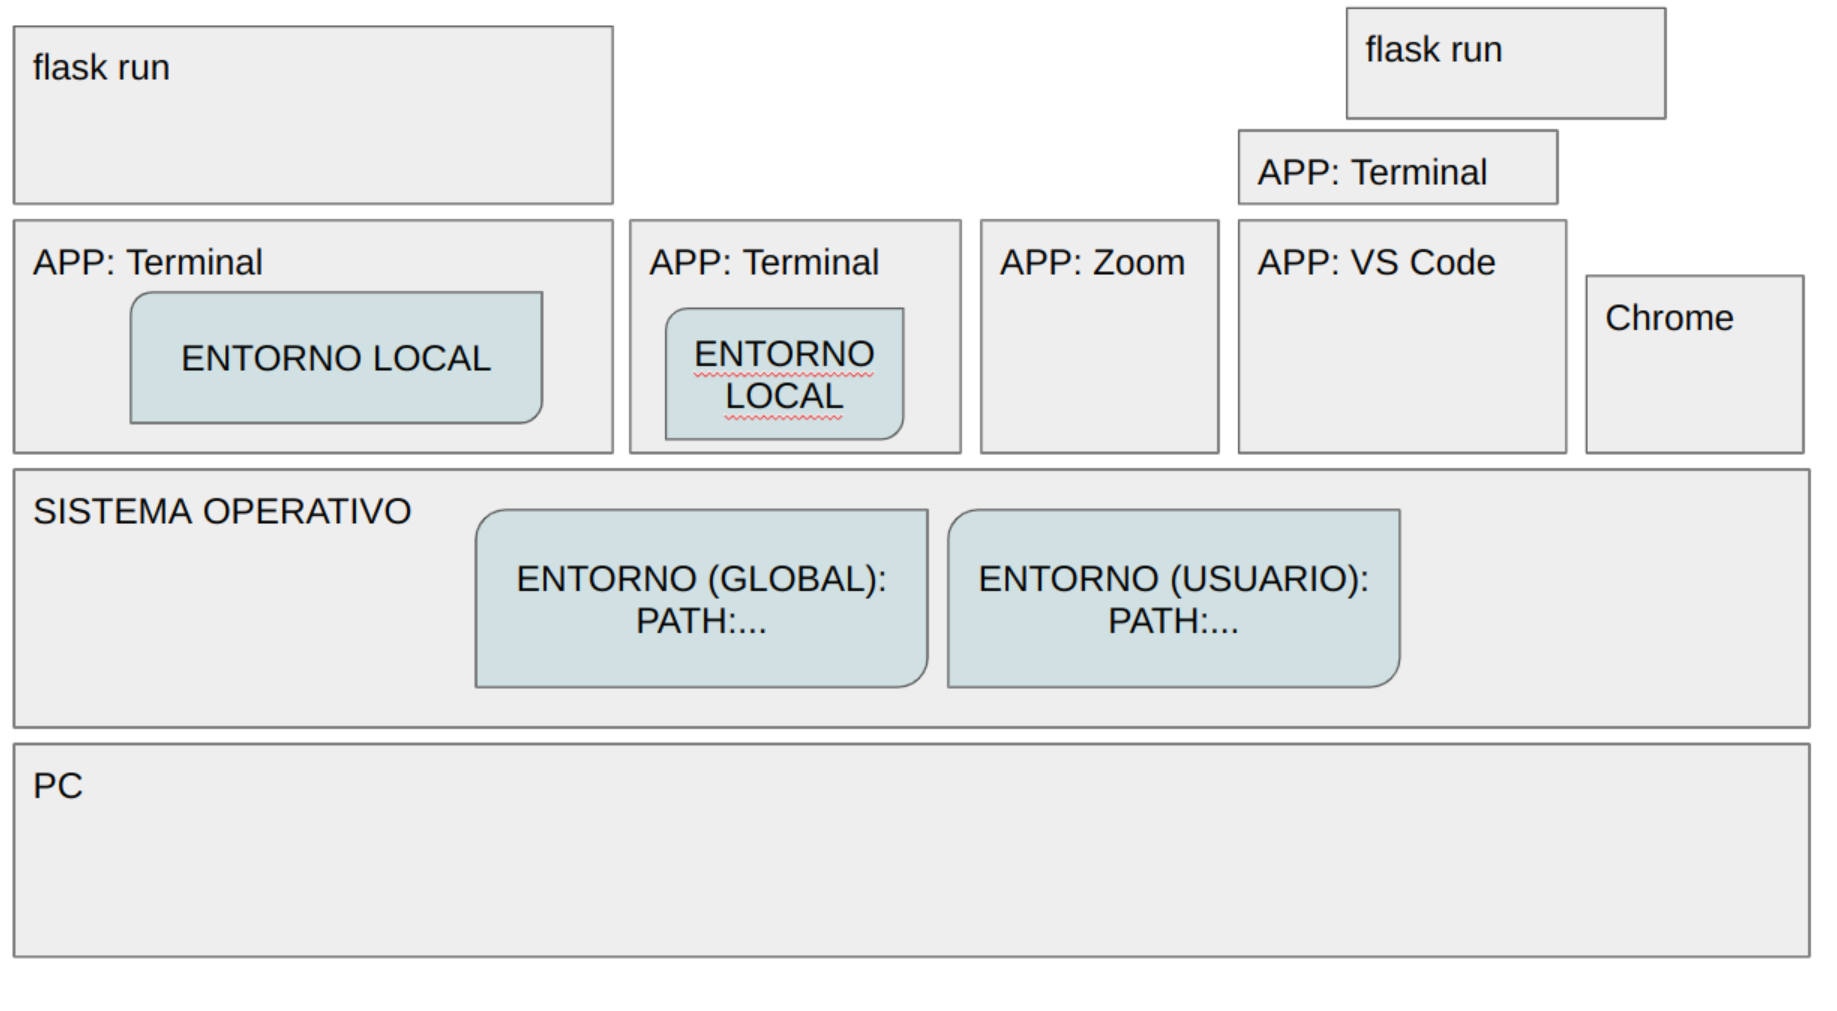 flask run
flask run
APP: Terminal
APP: Terminal
APP: Terminal
APP: Zoom
APP: VS Code
Chrome
ENTORNO LOCAL
ENTORNO
LOCAL
SISTEMA OPERATIVO
ENTORNO (GLOBAL):
PATH:...
ENTORNO (USUARIO):
PATH:...
PC